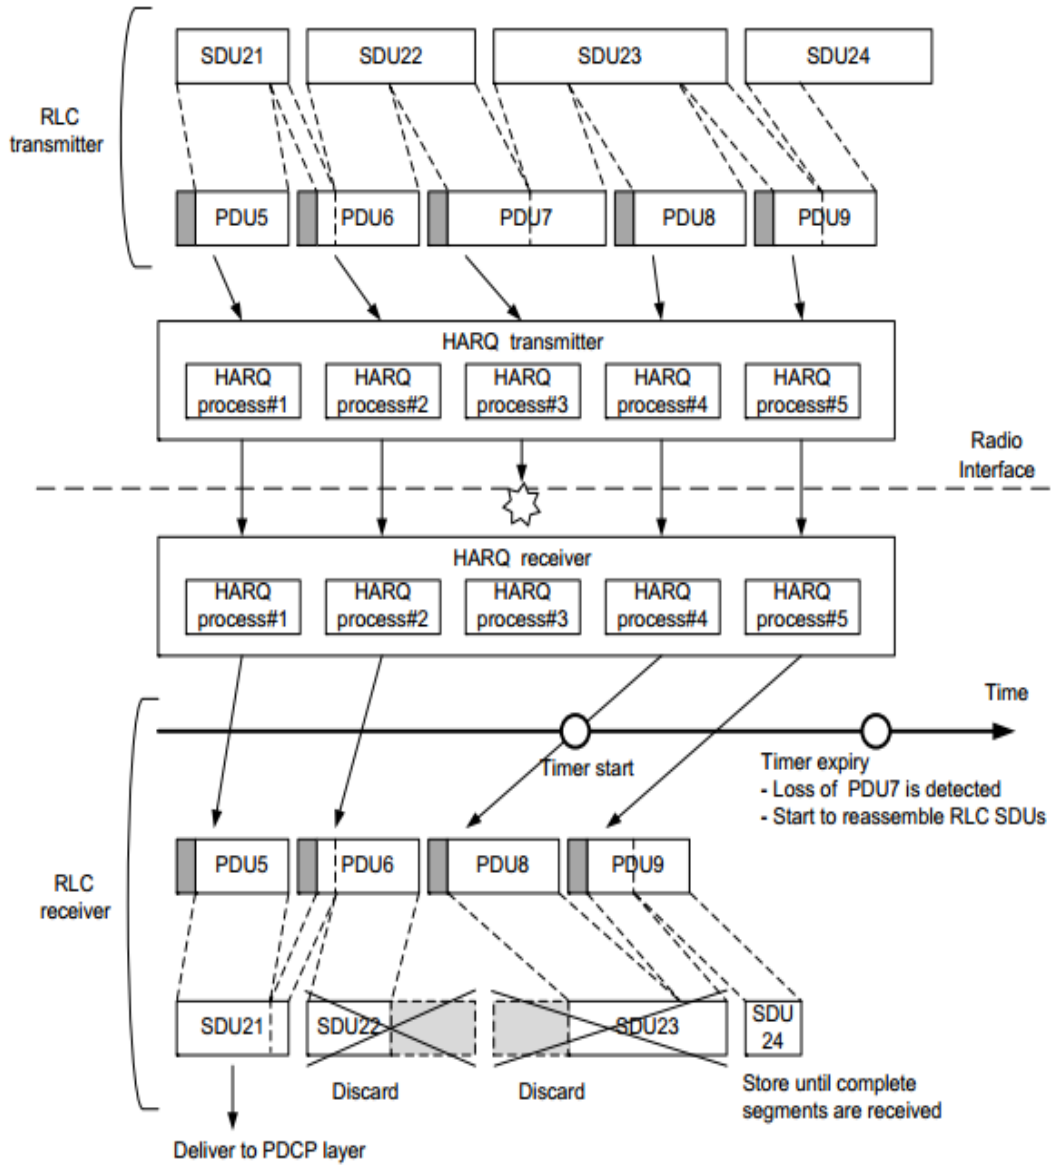 SDU21
SDU22
SDU23
SDU24
RLC
transmitter
PDU5
PDU6
PDU7
PDU8
PDU9
HARQ transmitter
HARQ
process#1
HARQ
process#2
HARQ
process#3
HARQ
process#4
HARQ
process#5
Radio
Interface
HARQ receiver
HARQ
process#1
HARQ
process#2
HARQ
process#3
HARQ
process#4
HARQ
process#5
Time
Timer start
Timer expiry
- Loss of PDU7 is detected
- Start to reassemble RLC SDUs
RLC
receiver
PDU5
PDU6
PDU8
PDU9
SDU21
SDU22
SDU23
SDU
24
Discard
Discard
Store until complete
segments are received
Deliver to PDCP layer